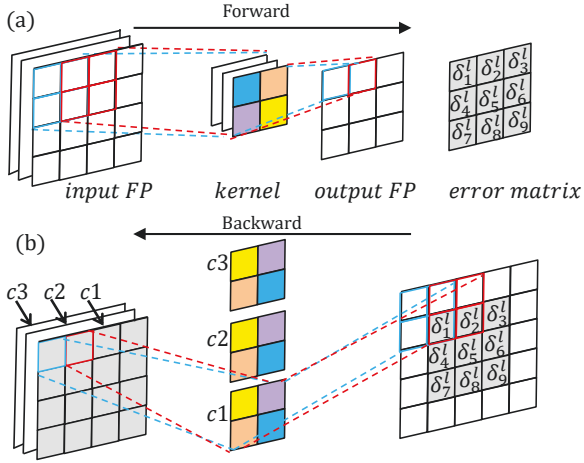 (a)
Forward
δ₁ˡ δ₂ˡ δ₃ˡ
δ₄ˡ δ₅ˡ δ₆ˡ
δ₇ˡ δ₈ˡ δ₉ˡ
input FP kernel output FP error matrix
Backward
(b)
c3 c2 c1
c3
c2
c1
δ₁ˡ δ₂ˡ δ₃ˡ
δ₄ˡ δ₅ˡ δ₆ˡ
δ₇ˡ δ₈ˡ δ₉ˡ